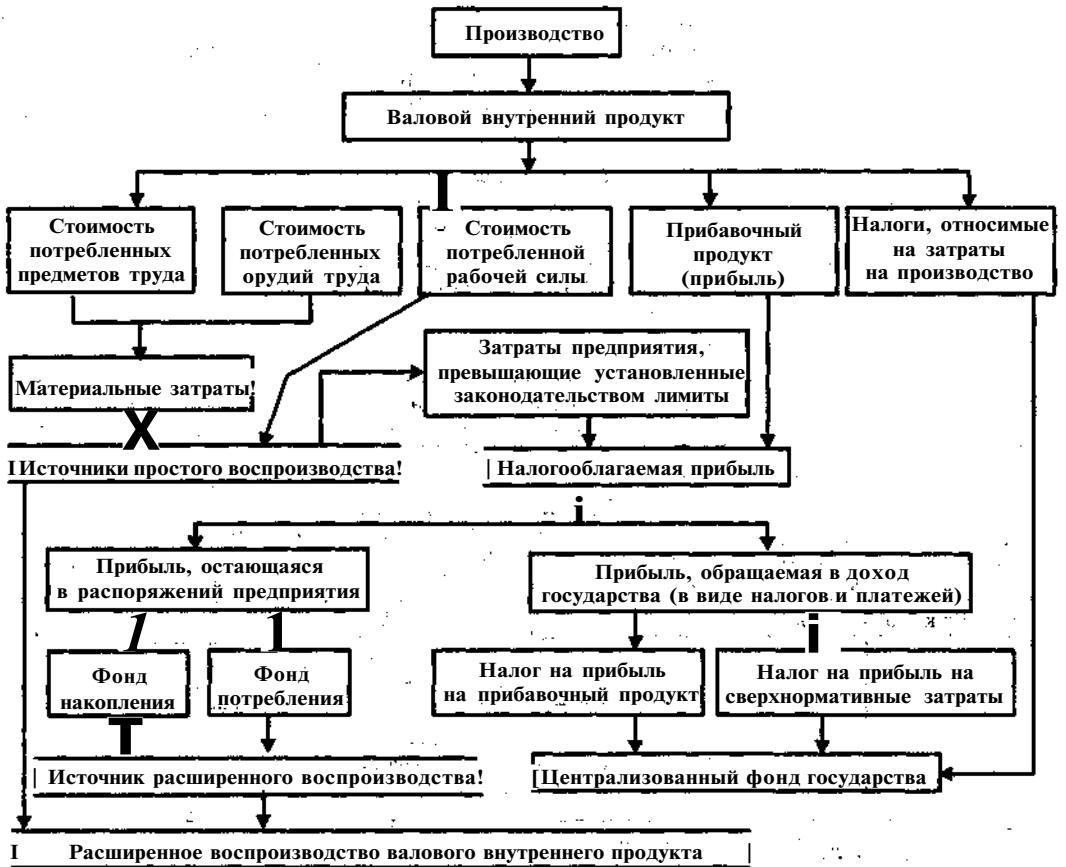 Производство
Валовой внутренний продукт
Стоимость
потребленных
предметов труда
Стоимость
потребленных
орудий труда
Стоимость
потребленной
рабочей силы
Прибавочный
продукт
(прибыль)
Налоги, относимые
на затраты
на производство
Затраты предприятия,
превышающие установленные
законодательством лимиты
Материальные затраты!
Источники простого воспроизводства!
Налогооблагаемая прибыль
Прибыль, остающаяся
в распоряжений предприятия
Прибыль, обращаемая в доход
государства (в виде налогов и платежей)
Фонд
накопления
Фонд
потребления
Налог на прибыль
на прибавочный продукт
Налог на прибыль на
сверхнормативные затраты
Источник расширенного воспроизводства!
[Централизованный фонд государства
Расширенное воспроизводство валового внутреннего продукта